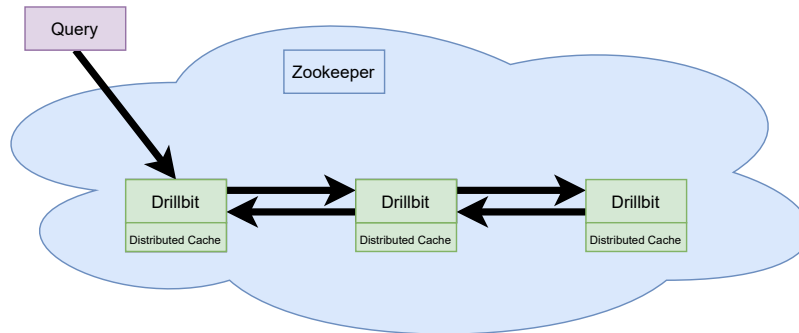 Query
Zookeeper
Drillbit
Distributed Cache
Drillbit
Distributed Cache
Drillbit
Distributed Cache